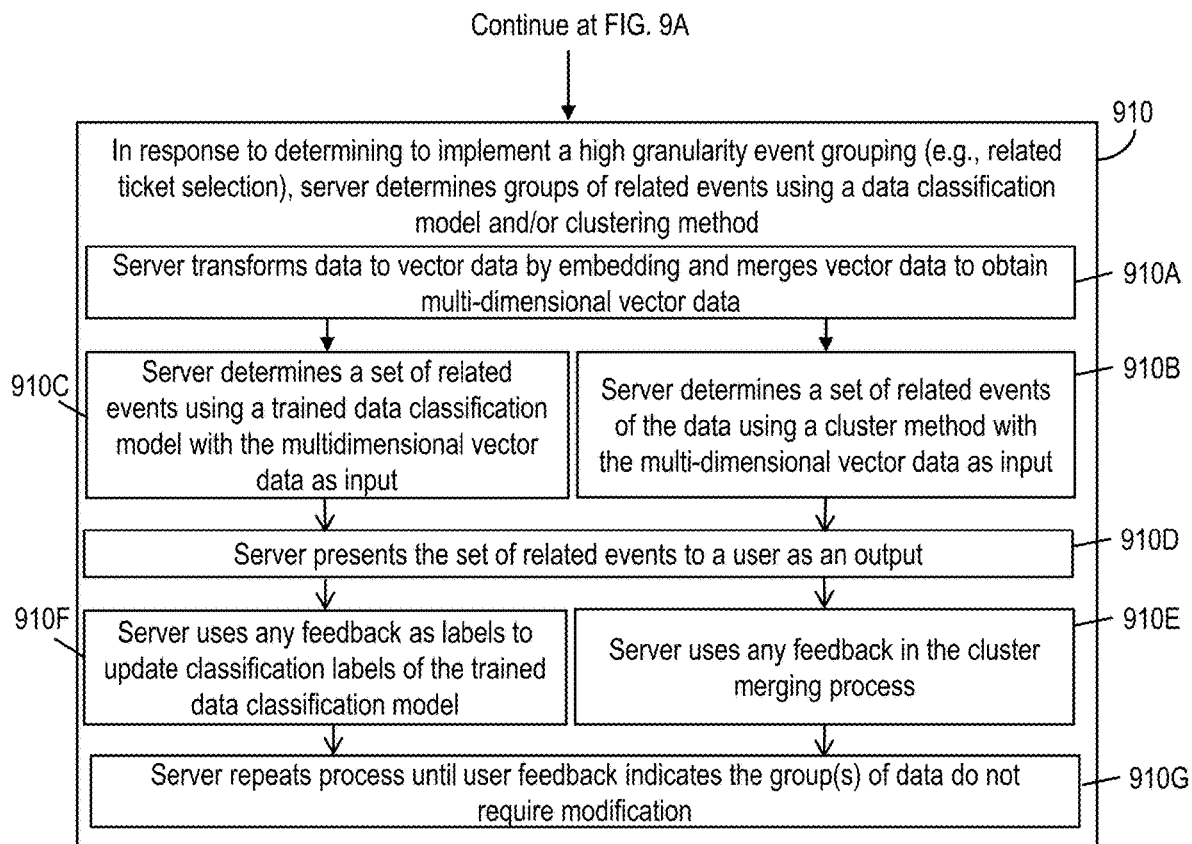 Continue at FIG. 9A
910
In response to determining to implement a high granularity event grouping (e.g., related
ticket selection), server determines groups of related events using a data classification
model and/or clustering method
Server transforms data to vector data by embedding and merges vector data to obtain
multi-dimensional vector data
910A
910C
Server determines a set of related
events using a trained data classification
model with the multidimensional vector
data as input
Server determines a set of related events
of the data using a cluster method with
the multi-dimensional vector data as input
910B
Server presents the set of related events to a user as an output
910D
910F
Server uses any feedback as labels to
update classification labels of the trained
data classification model
Server uses any feedback in the cluster
merging process
910E
Server repeats process until user feedback indicates the group(s) of data do not
require modification
910G